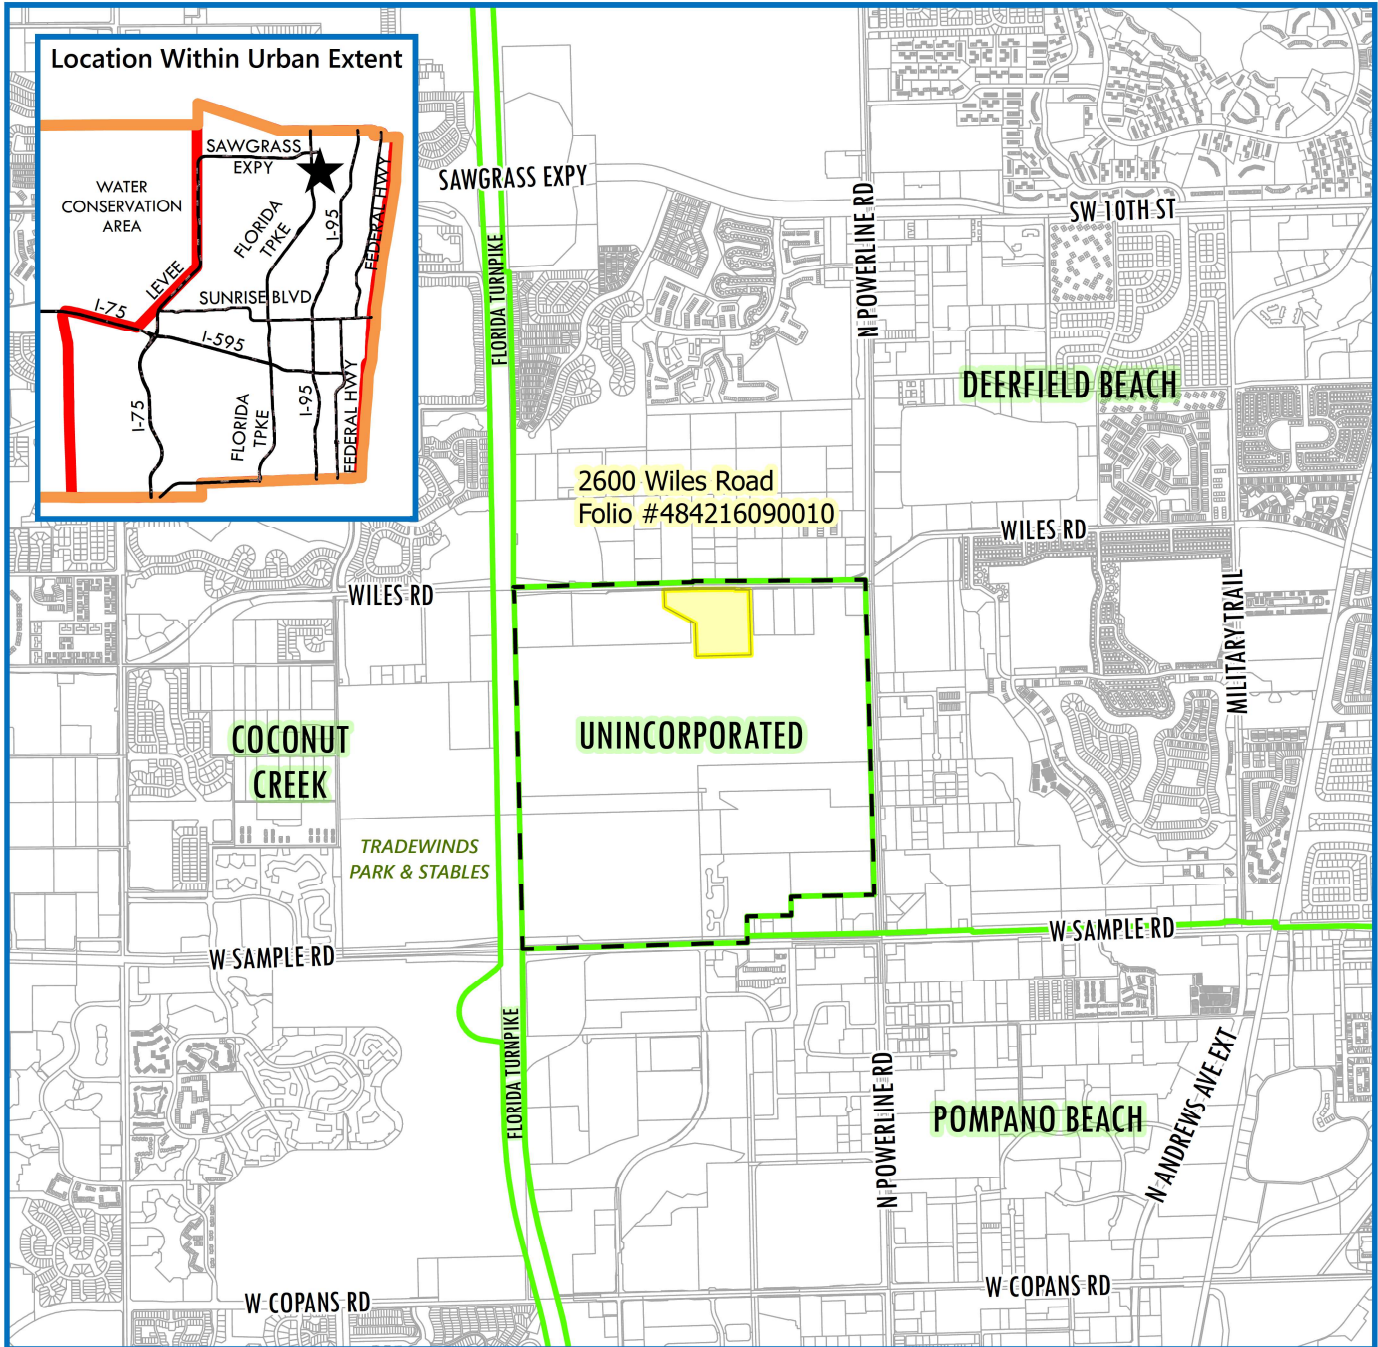 Location Within Urban Extent
SAWGRASS
EXPY
WATER
CONSERVATION
AREA
FLORIDA
TPKE
I-95
FEDERAL HWY
LEVEE
SUNRISE BLVD
I-75
I-595
I-75
FLORIDA
TPKE
I-95
FEDERAL HWY
SAWGRASS EXPY
N POWERLINE RD
SW 10TH ST
FLORIDA TURNPIKE
DEERFIELD BEACH
2600 Wiles Road
Folio #484216090010
WILES RD
WILES RD
MILITARY TRAIL
COCONUT
CREEK
UNINCORPORATED
TRADEWINDS
PARK & STABLES
W SAMPLE RD
W SAMPLE RD
FLORIDA TURNPIKE
N POWERLINE RD
POMPANO BEACH
N ANDREWS AVE EXT
W COPANS RD
W COPANS RD